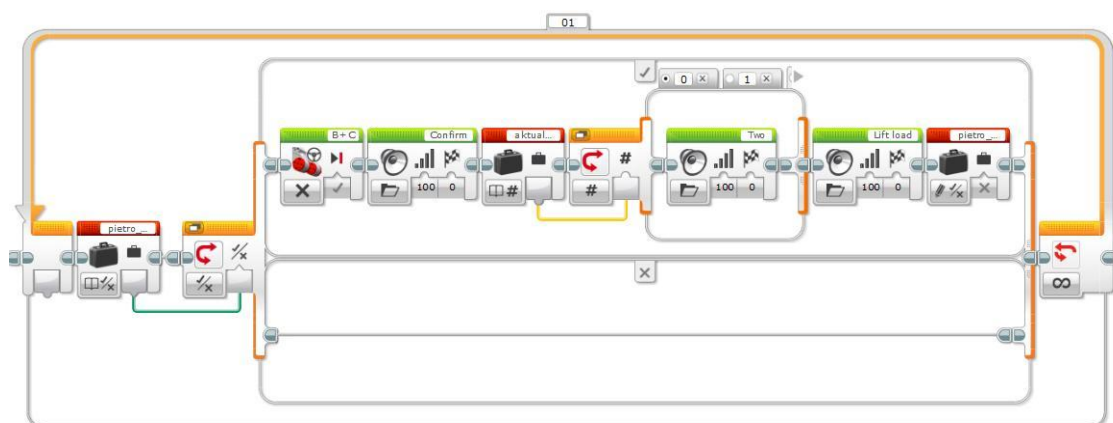 01
0 1
B + C Confirm aktual... Two Lift load pietro_...
#
100 0 # # 100 0 100 0
pietro_...